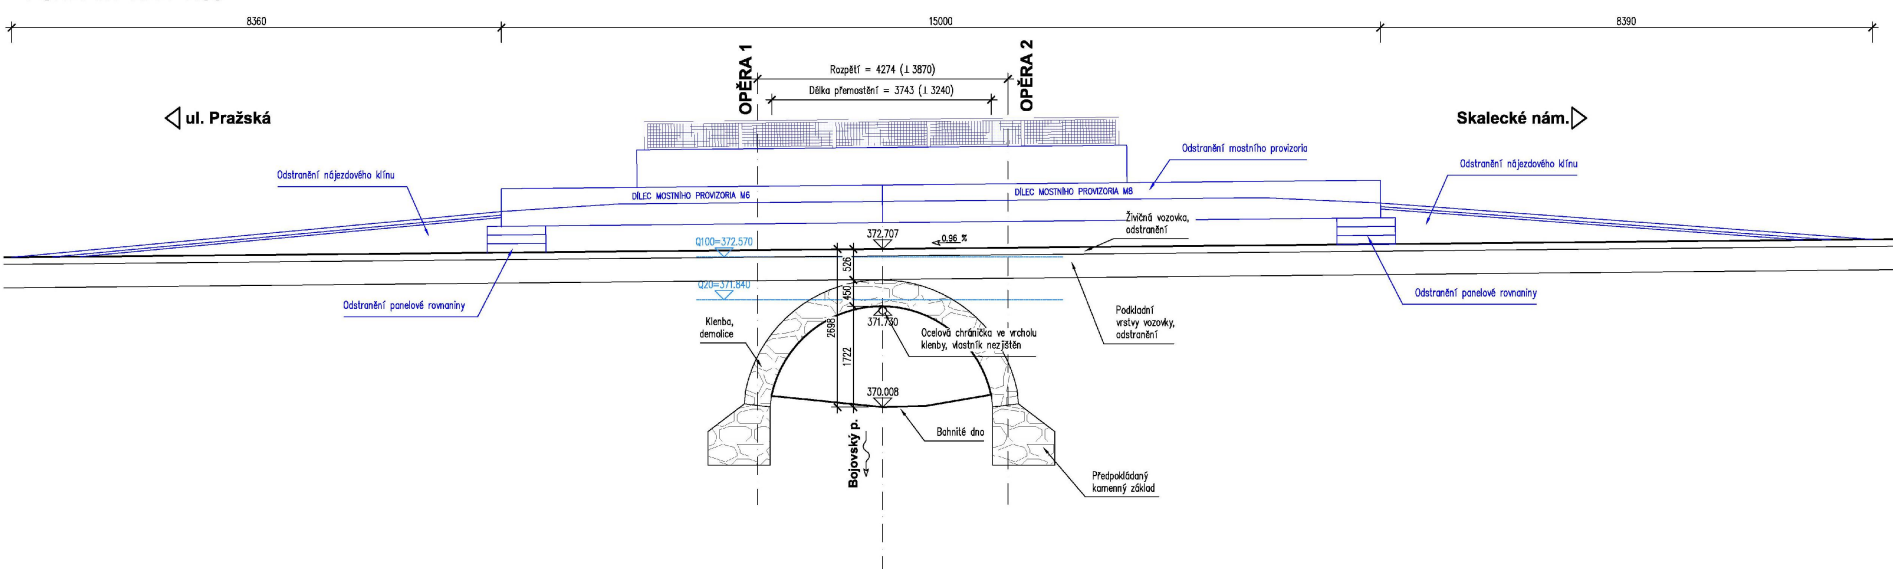 8360
15000
8390
OPĚRA 1
OPĚRA 2
Rozpětí = 4274 (⊥ 3870)
Délka přemostění = 3743 (⊥ 3240)
ul. Pražská
Skalecké nám.
Odstranění mostního provizoria
Odstranění nájezdového klínu
Odstranění nájezdového klínu
DÍLEC MOSTNÍHO PROVIZORIA M6
DÍLEC MOSTNÍHO PROVIZORIA M8
Živičná vozovka,
odstranění
Q100=372.570
372.707
0.96 %
526
Q20=371.840
450
Odstranění panelové rovnaniny
Odstranění panelové rovnaniny
Klenba,
demolice
2698
371.730
Ocelová chránička ve vrcholu
klenby, vlastník nezjištěn
Podkladní
vrstvy vozovky,
odstranění
1722
370.008
Bahnité dno
Bojovský p.
Předpokládaný
kamenný základ